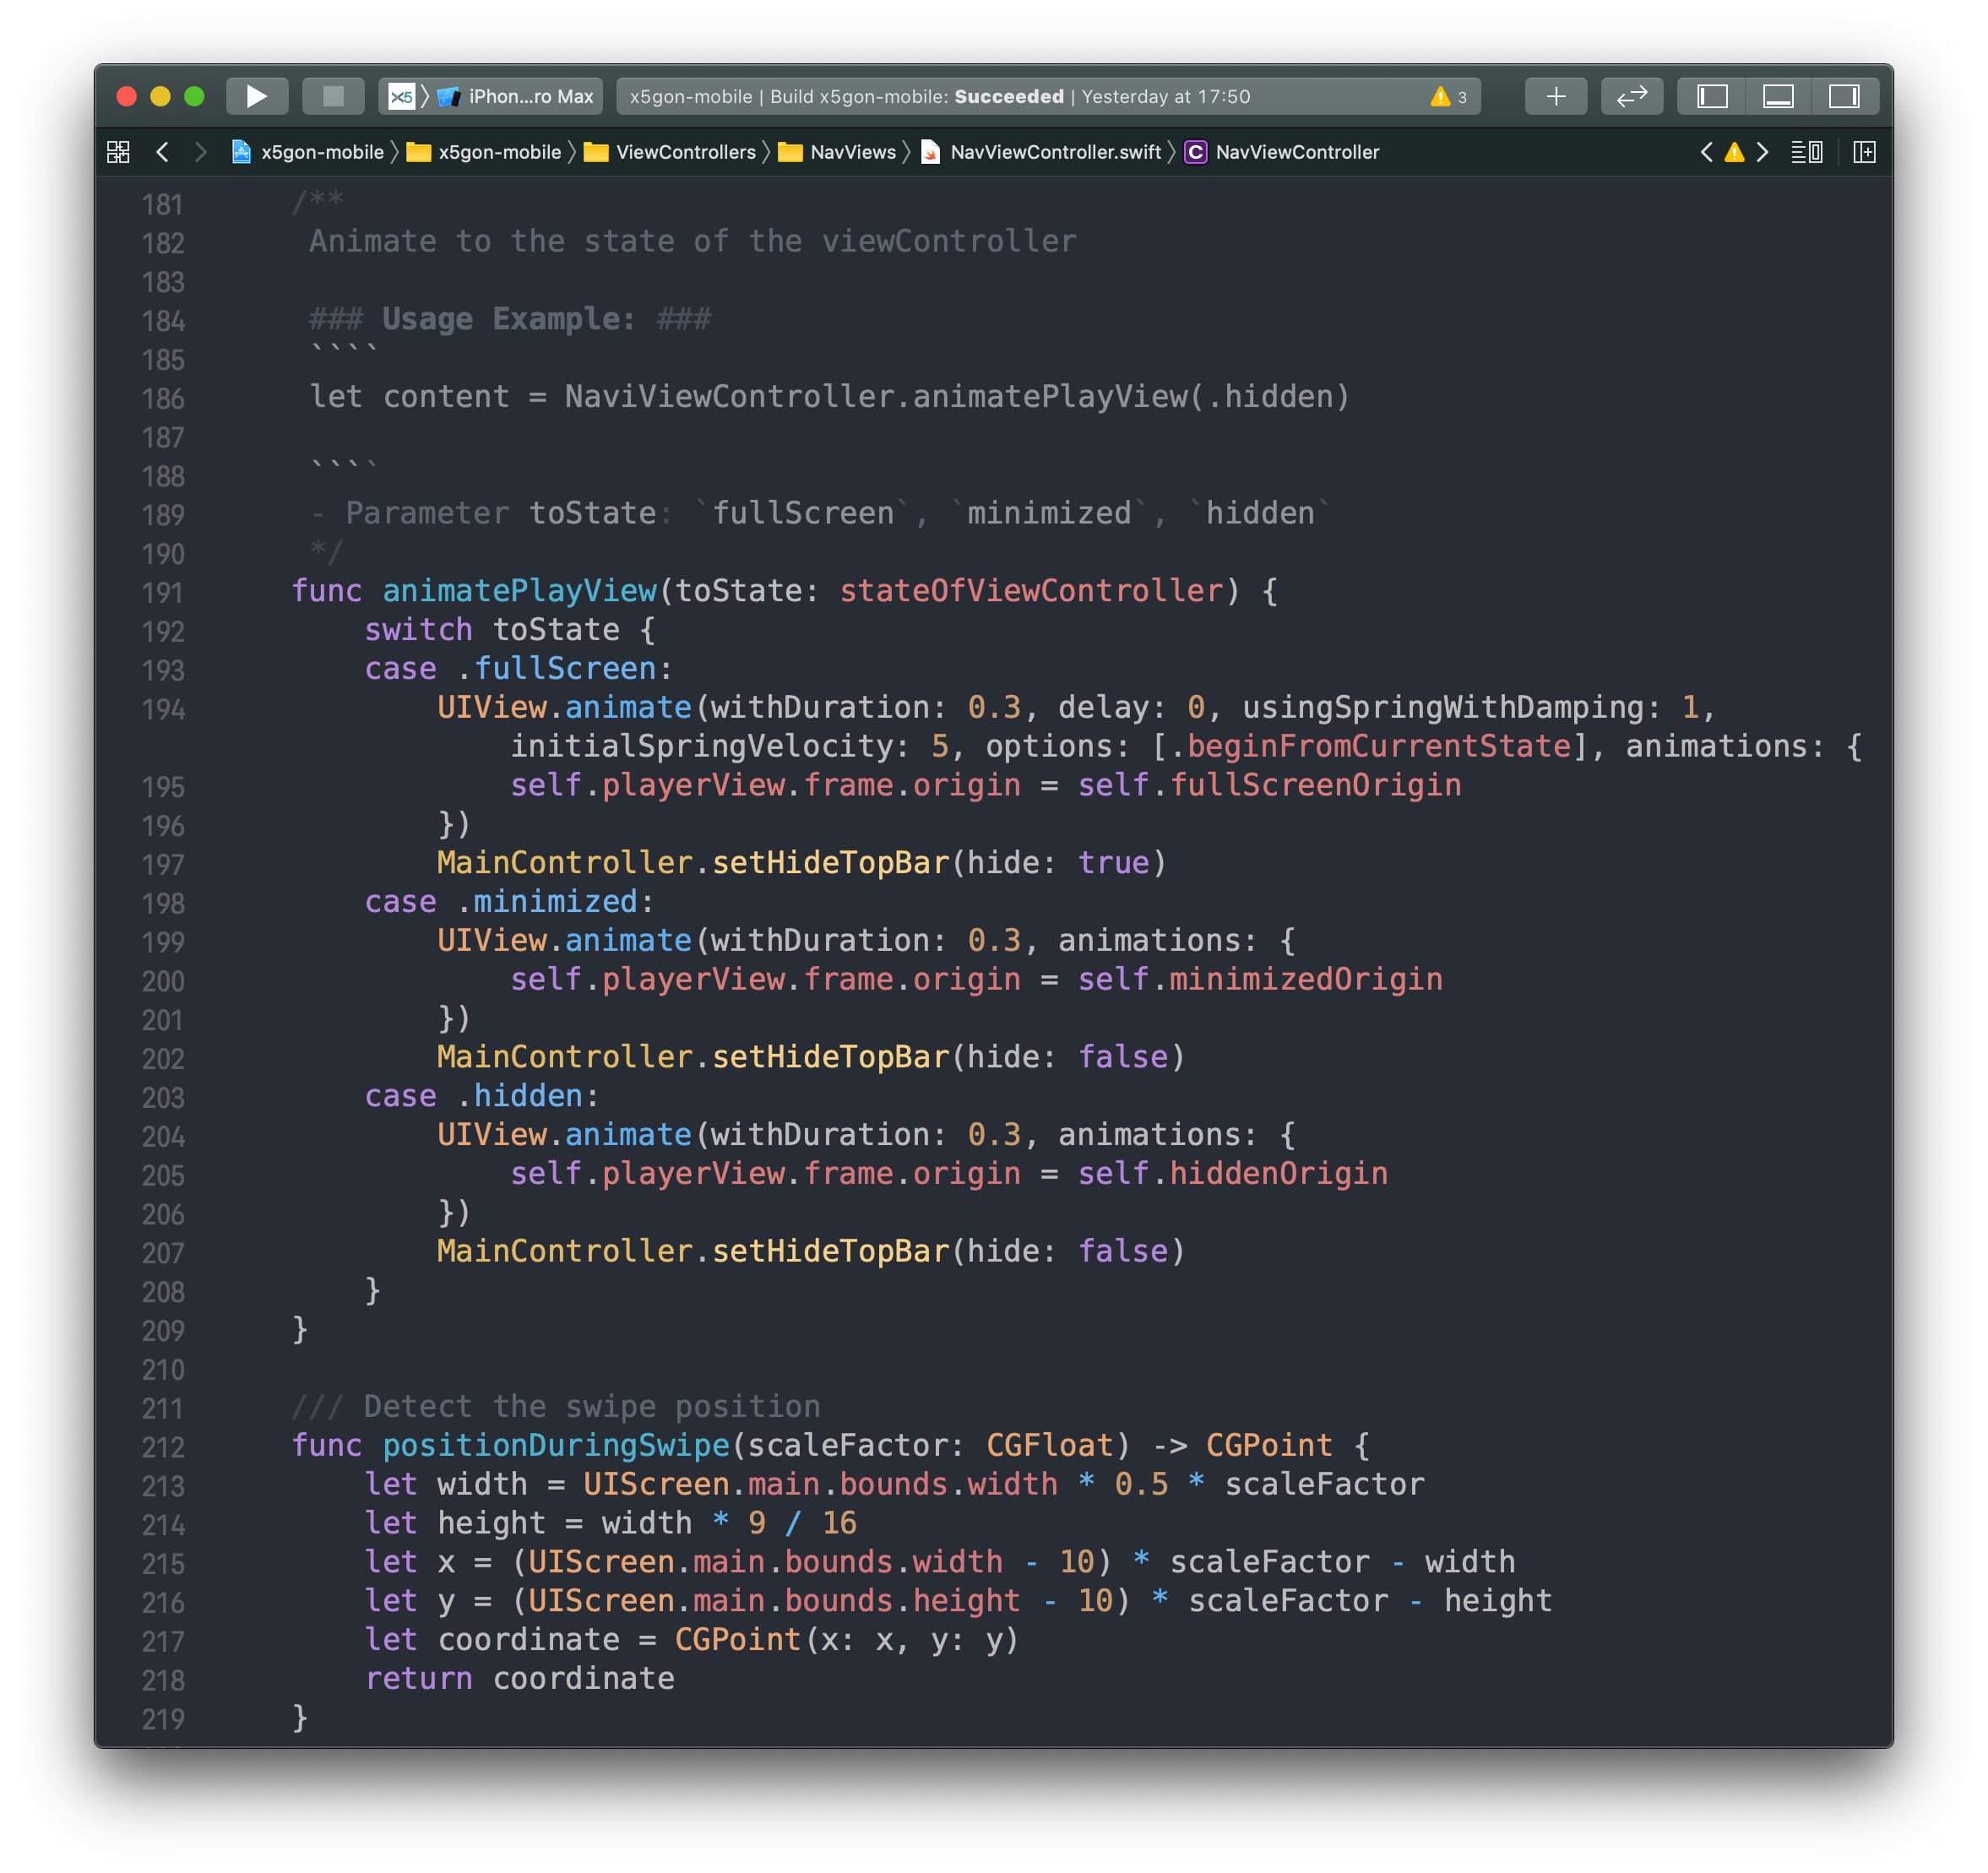 X5 iPhon...ro Max x5gon-mobile | Build x5gon-mobile: Succeeded | Yesterday at 17:50 3
x5gon-mobile x5gon-mobile ViewControllers NavViews NavViewController.swift C NavViewController
181 /**
182 Animate to the state of the viewController
183
184 ### Usage Example: ###
185 ````
186 let content = NaviViewController.animatePlayView(.hidden)
187
188 ````
189 - Parameter toState: `fullScreen`, `minimized`, `hidden`
190 */
191 func animatePlayView(toState: stateOfViewController) {
192 switch toState {
193 case .fullScreen:
194 UIView.animate(withDuration: 0.3, delay: 0, usingSpringWithDamping: 1,
initialSpringVelocity: 5, options: [.beginFromCurrentState], animations: {
195 self.playerView.frame.origin = self.fullScreenOrigin
196 })
197 MainController.setHideTopBar(hide: true)
198 case .minimized:
199 UIView.animate(withDuration: 0.3, animations: {
200 self.playerView.frame.origin = self.minimizedOrigin
201 })
202 MainController.setHideTopBar(hide: false)
203 case .hidden:
204 UIView.animate(withDuration: 0.3, animations: {
205 self.playerView.frame.origin = self.hiddenOrigin
206 })
207 MainController.setHideTopBar(hide: false)
208 }
209 }
210
211 /// Detect the swipe position
212 func positionDuringSwipe(scaleFactor: CGFloat) -> CGPoint {
213 let width = UIScreen.main.bounds.width * 0.5 * scaleFactor
214 let height = width * 9 / 16
215 let x = (UIScreen.main.bounds.width - 10) * scaleFactor - width
216 let y = (UIScreen.main.bounds.height - 10) * scaleFactor - height
217 let coordinate = CGPoint(x: x, y: y)
218 return coordinate
219 }